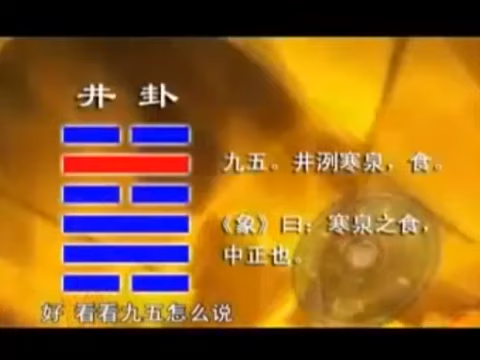 井卦
九五。井洌寒泉，食。
《象》曰：寒泉之食，
中正也。
好 看看九五怎么说